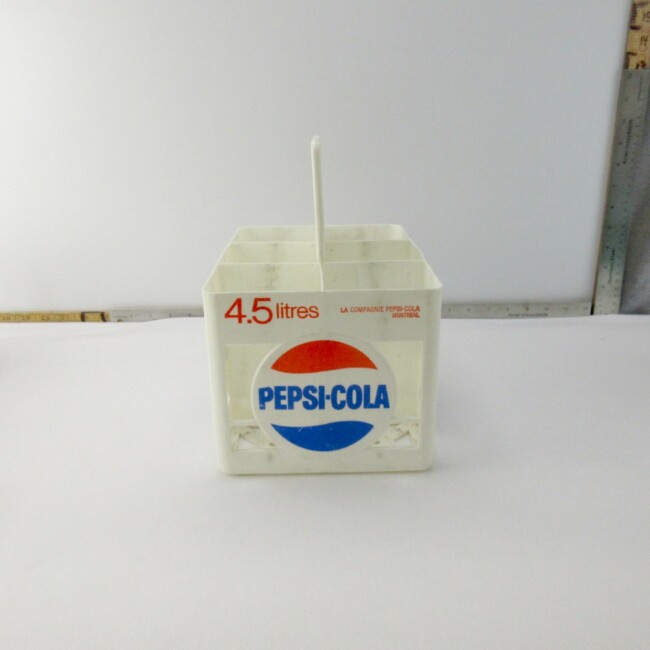 4.5 litres
LA COMPAGNIE PEPSI-COLA
MONTREAL
PEPSI-COLA